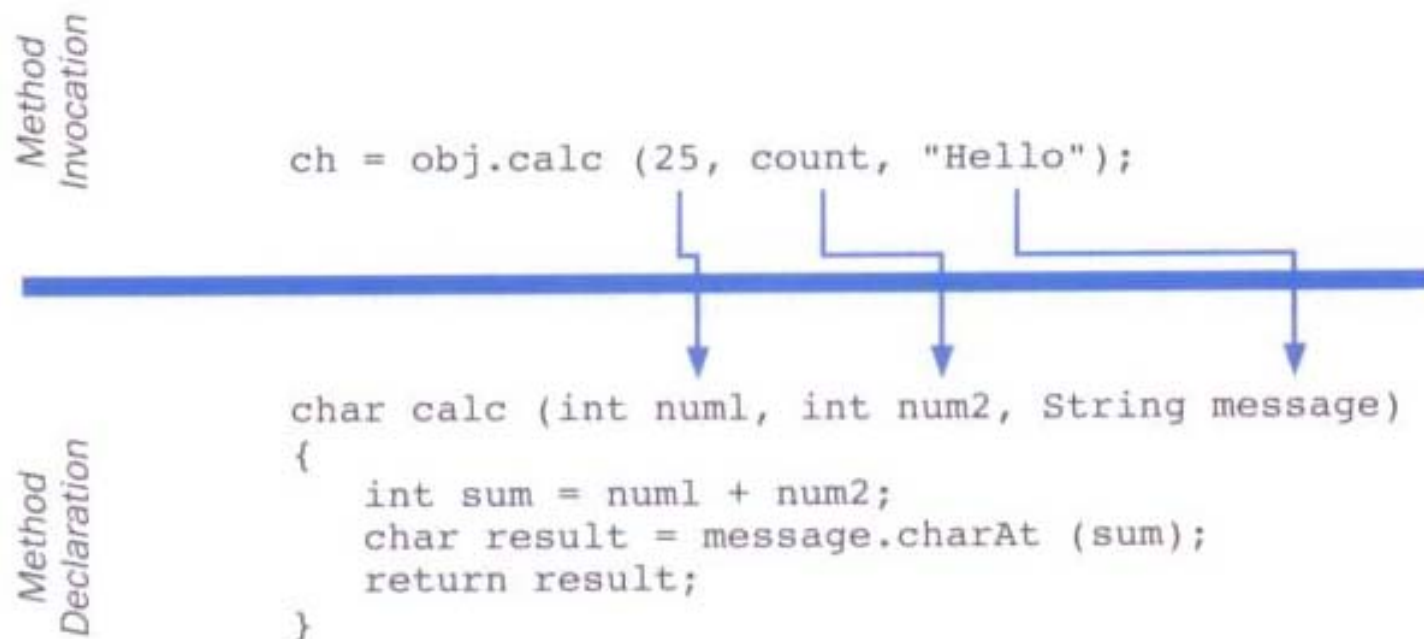 Method
Invocation
ch = obj.calc (25, count, "Hello");
Method
Declaration
char calc (int num1, int num2, String message)
{
int sum = num1 + num2;
char result = message.charAt (sum);
return result;
}